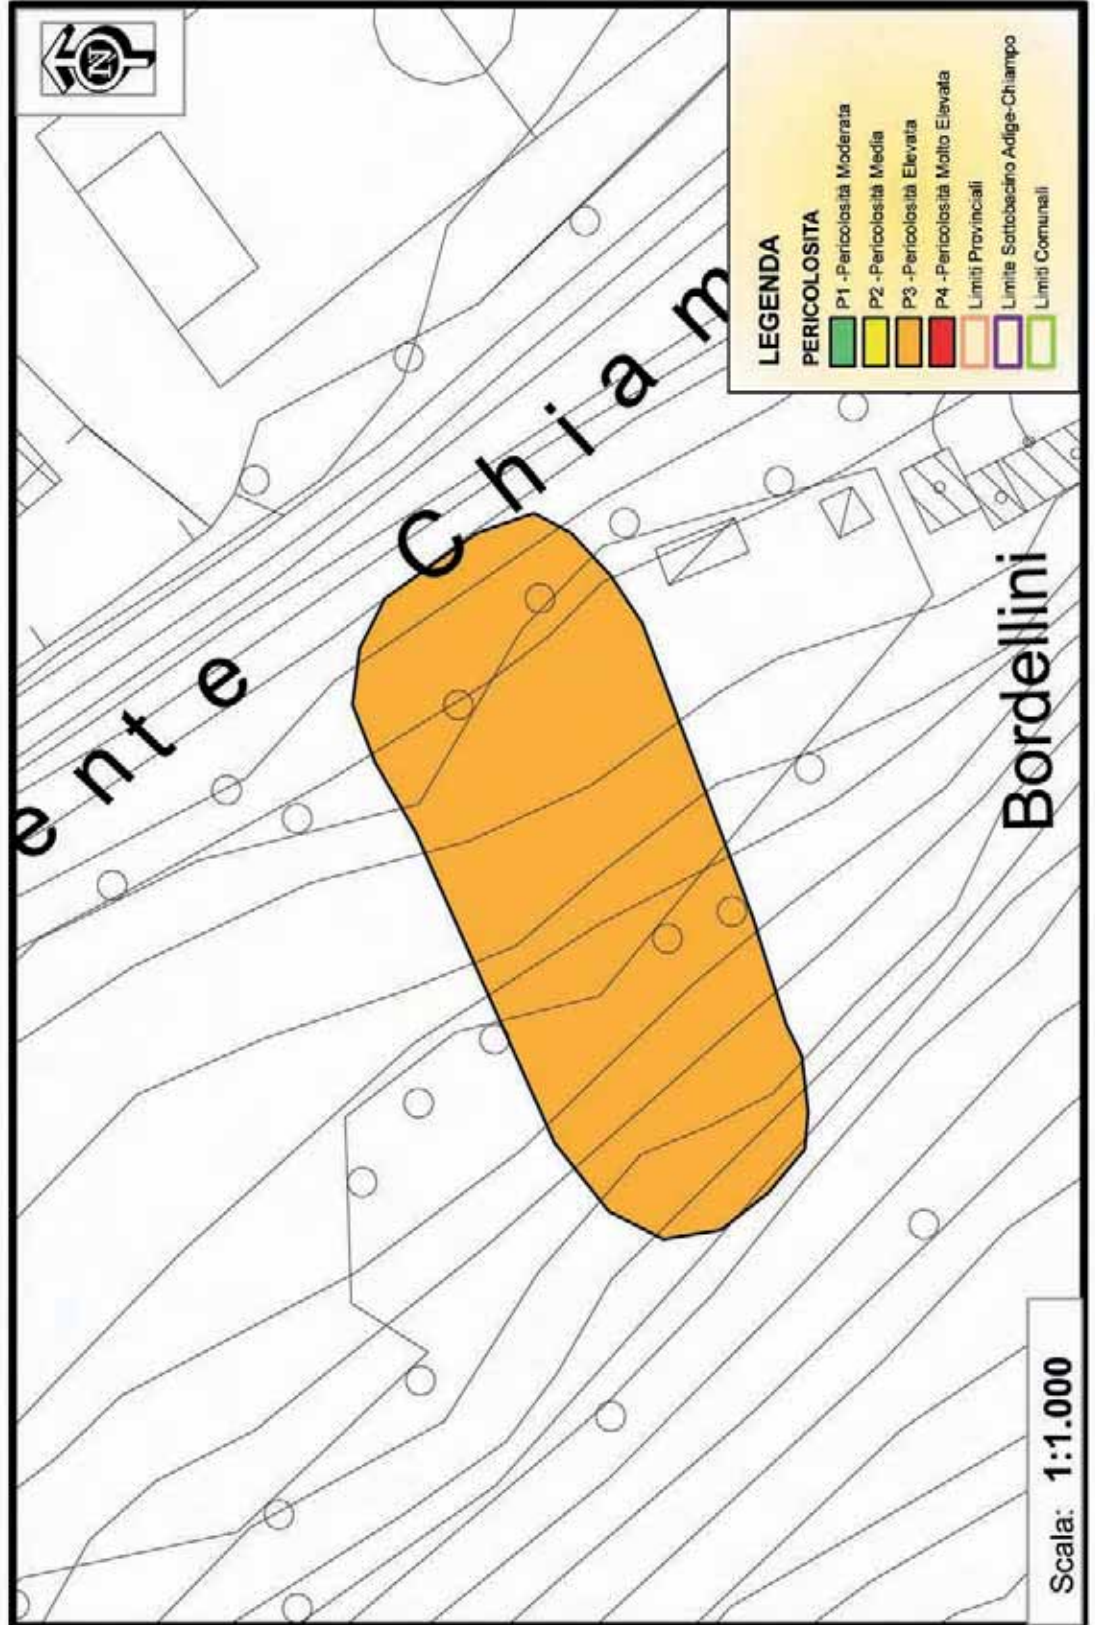 N
ente Chiam
LEGENDA
PERICOLOSITA
P1 -Pericolosità Moderata
P2 -Pericolosità Media
P3 -Pericolosità Elevata
P4 -Pericolosità Molto Elevata
Limiti Provinciali
Limite Sottobacino Adige-Chiampo
Limiti Comunali
Bordellini
Scala: 1:1.000